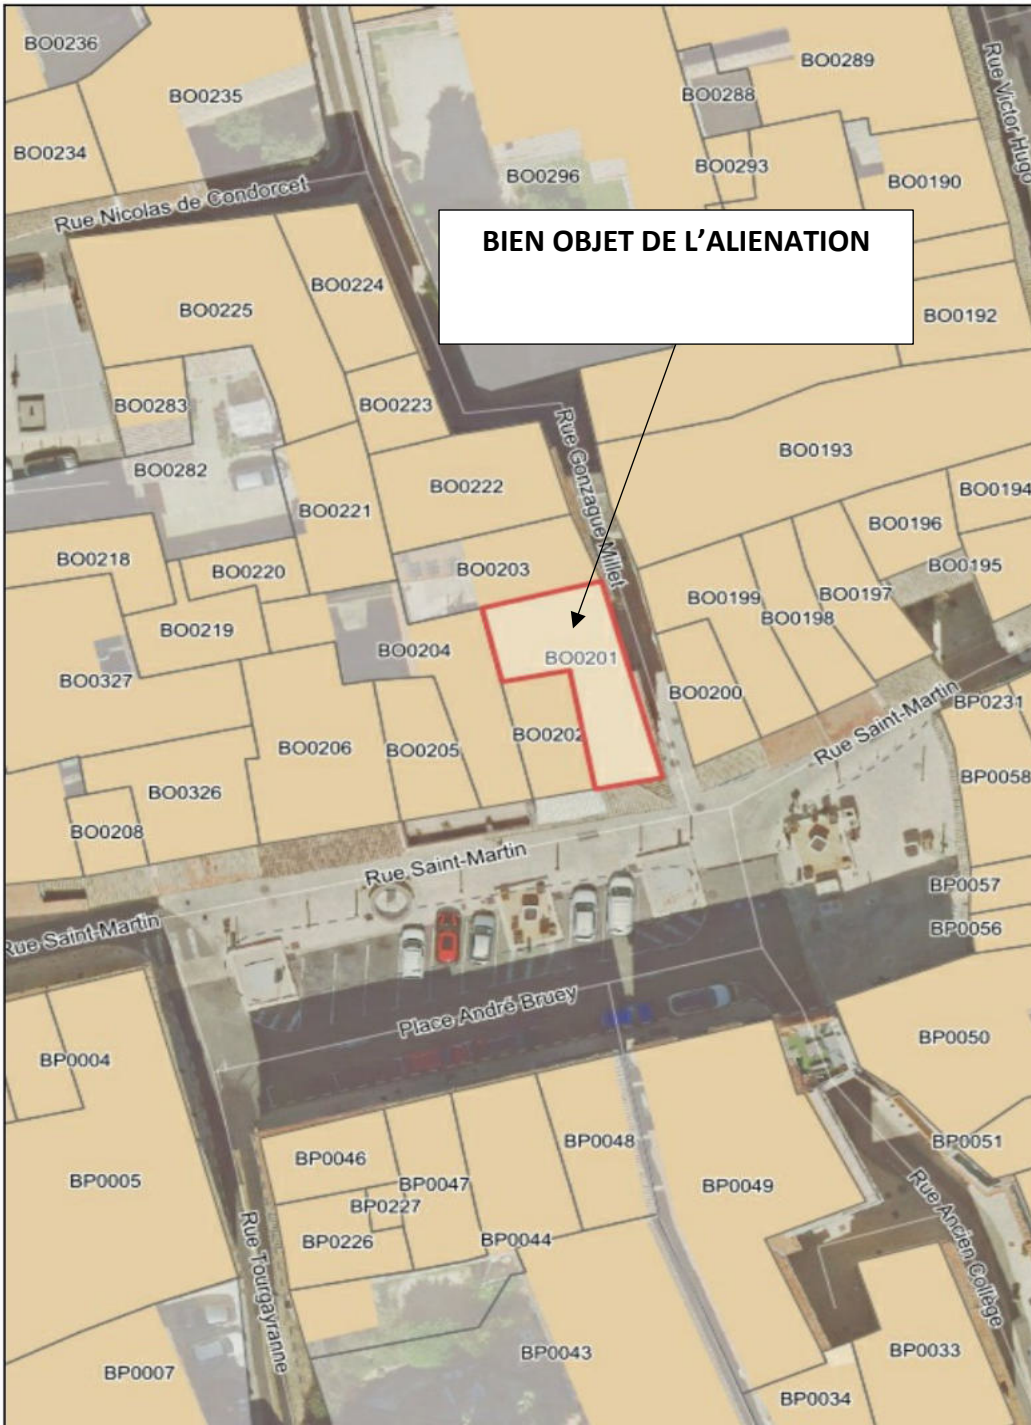 BO0236
BO0235
BO0289
Rue Victor Hugo
BO0288
BO0234
BO0293
BO0296
BO0190
Rue Nicolas de Condorcet
BIEN OBJET DE L’ALIENATION
BO0224
BO0225
BO0192
BO0283
BO0223
Rue Gonzague Millet
BO0193
BO0282
BO0222
BO0194
BO0221
BO0196
BO0218
BO0220
BO0203
BO0195
BO0199
BO0197
BO0198
BO0219
BO0204
BO0201
BO0327
BO0200
BP0231
BO0206
BO0205
BO0202
Rue Saint-Martin
BP0058
BO0326
BO0208
Rue Saint-Martin
BP0057
Rue Saint-Martin
BP0056
Place André Bruey
BP0050
BP0004
BP0048
BP0051
BP0046
BP0005
BP0047
BP0049
BP0227
Rue Ancien Collège
BP0226
BP0044
Rue Tourgayranne
BP0043
BP0033
BP0007
BP0034